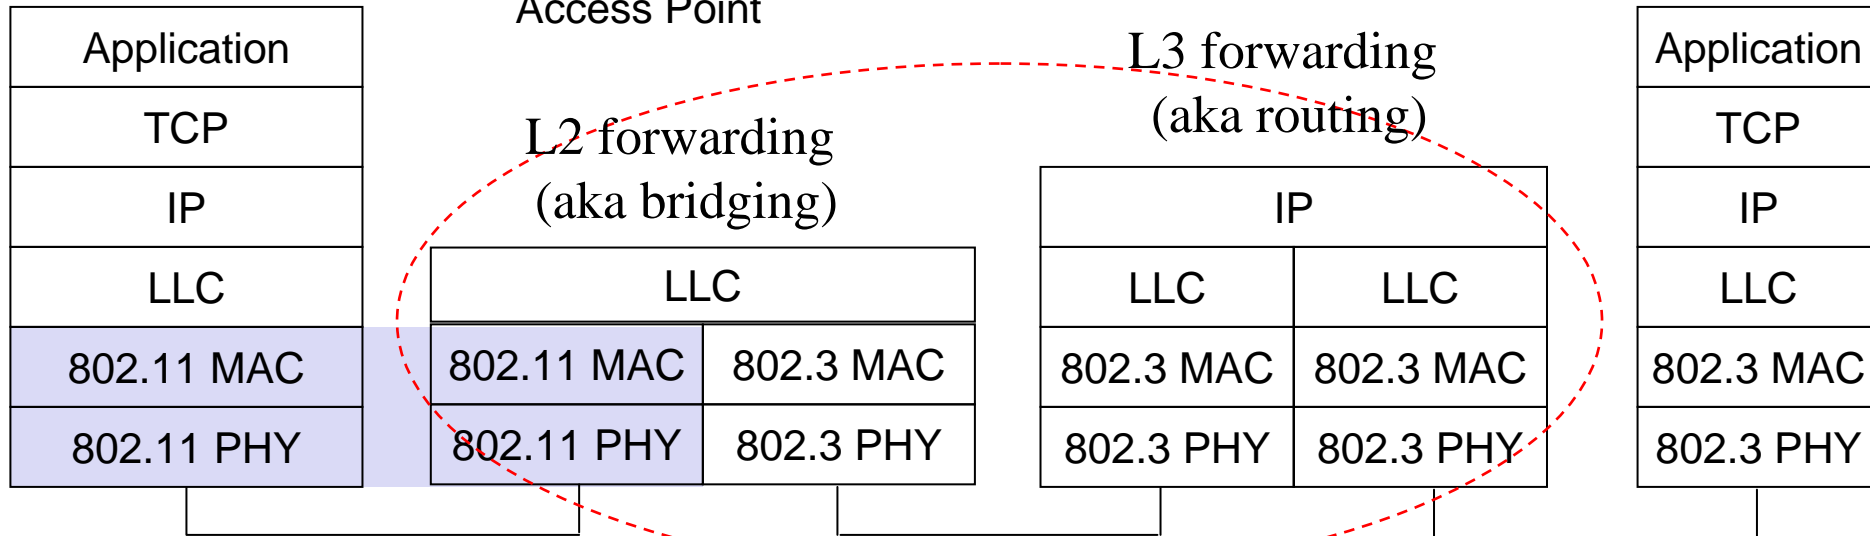 Access Point
Application
TCP
IP
LLC
802.11 MAC
802.11 PHY
L2 forwarding
(aka bridging)
LLC
802.11 MAC
802.3 MAC
802.11 PHY
802.3 PHY
L3 forwarding
(aka routing)
IP
LLC
LLC
802.3 MAC
802.3 MAC
802.3 PHY
802.3 PHY
Application
TCP
IP
LLC
802.3 MAC
802.3 PHY